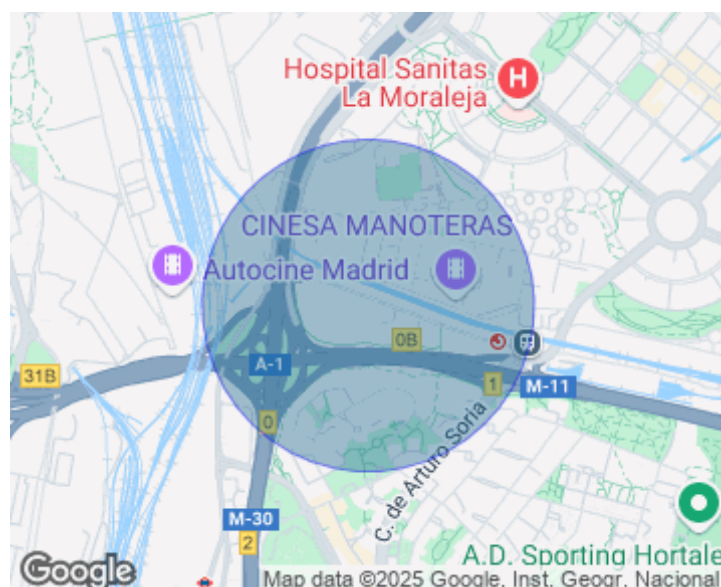 Hospital Sanitas
La Moraleja
H
CINESA MANOTERAS
Autocine Madrid
0B
31B
A-1
1
M-11
0
C. de Arturo Soria
M-30
2
A.D. Sporting Hortale
Google
Map data ©2025 Google, Inst. Geogr. Nacional